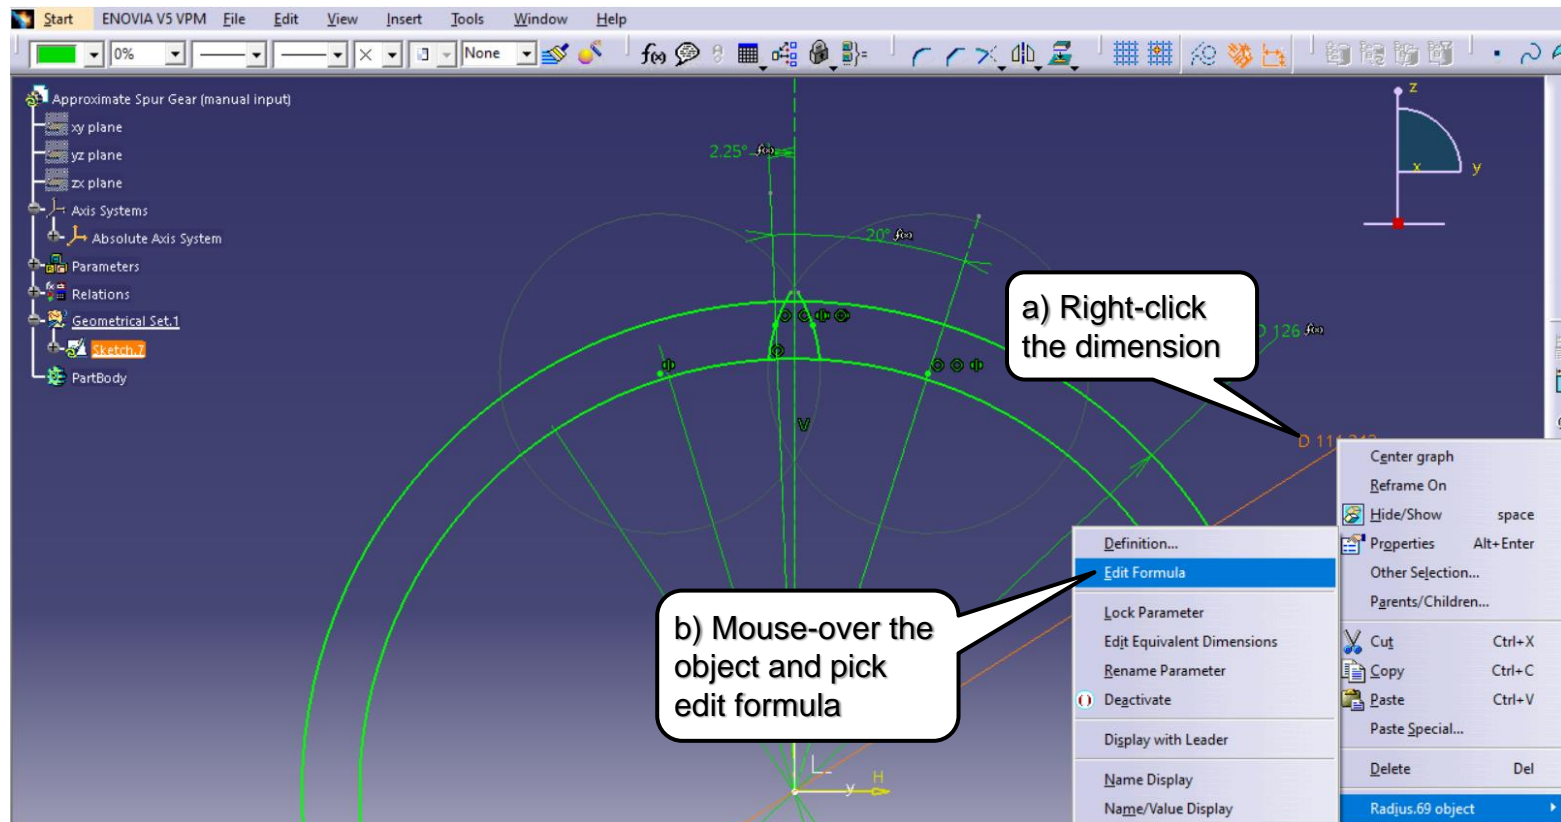 Start ENOVIA V5 VPM File Edit View Insert Tools Window Help
0% None f(x)
Approximate Spur Gear (manual input)
xy plane
yz plane
zx plane
Axis Systems
Absolute Axis System
Parameters
Relations
Geometrical Set.1
Sketch.7
PartBody
z
x y
2.25° f(x)
20° f(x)
a) Right-click
the dimension
D 126 f(x)
V
Center graph
Reframe On
Hide/Show space
Properties Alt+Enter
Other Selection...
Parents/Children...
Cut Ctrl+X
Copy Ctrl+C
Paste Ctrl+V
Paste Special...
Delete Del
Radius.69 object
Definition...
Edit Formula
Lock Parameter
Edit Equivalent Dimensions
Rename Parameter
Deactivate
Display with Leader
Name Display
Name/Value Display
b) Mouse-over the
object and pick
edit formula
H
y